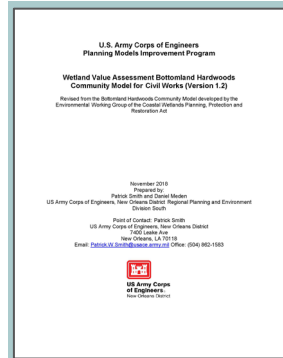 U.S. Army Corps of Engineers
Planning Models Improvement Program
Wetland Value Assessment Bottomland Hardwoods
Community Model for Civil Works (Version 1.2)
Revised from the Bottomland Hardwoods Community Model developed by the
Environmental Working Group of the Coastal Wetlands Planning, Protection and
Restoration Act
November 2018
Prepared by:
Patrick Smith and Daniel Meden
US Army Corps of Engineers, New Orleans District Regional Planning and Environment
Division South
Point of Contact: Patrick Smith
US Army Corps of Engineers, New Orleans District
7400 Leake Ave
New Orleans, LA 70118
Email: Patrick.W.Smith@usace.army.mil Office: (504) 862-1583
US Army Corps
of Engineers®
New Orleans District